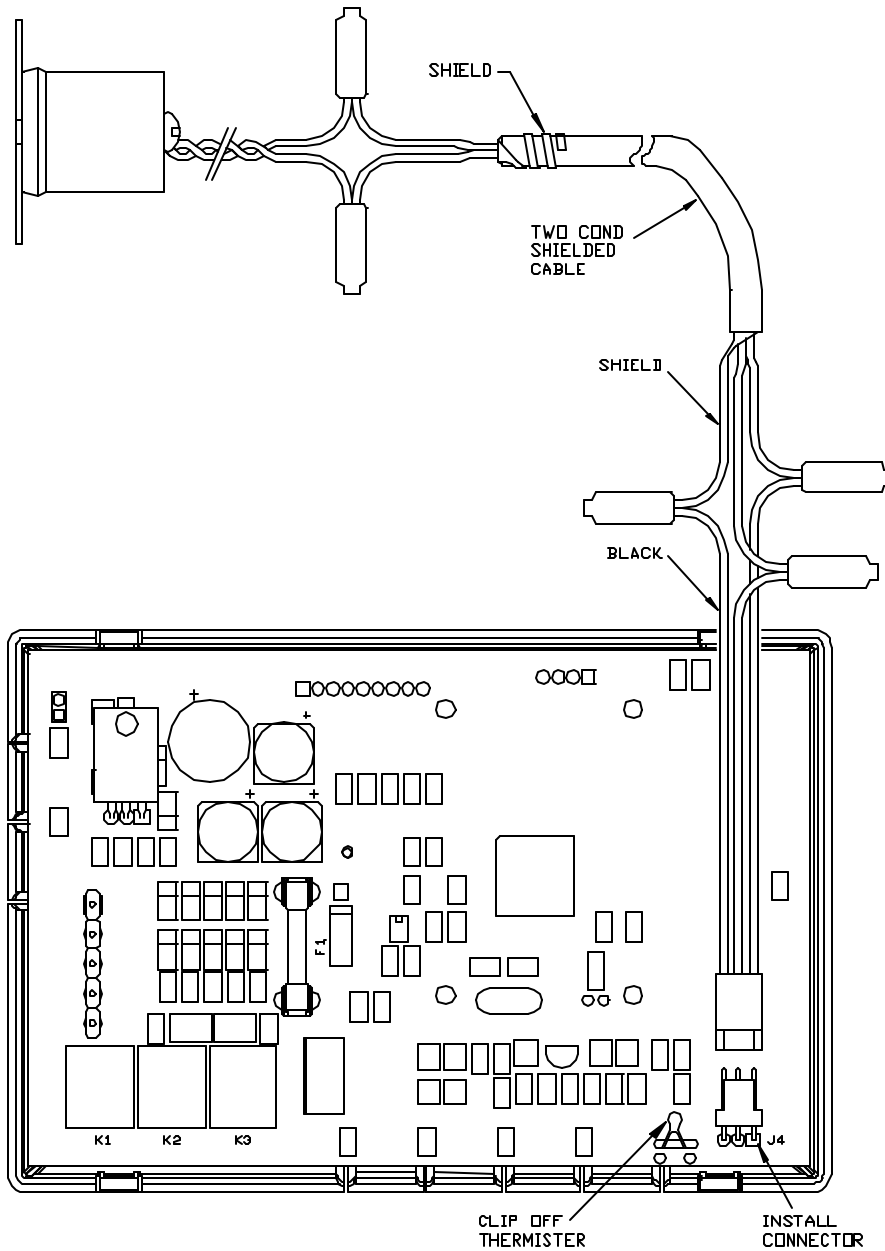 SHIELD
TWO COND
SHIELDED
CABLE
SHIELD
BLACK
+
+
+
+
F1
K1
K2
K3
J4
CLIP OFF
THERMISTER
INSTALL
CONNECTOR